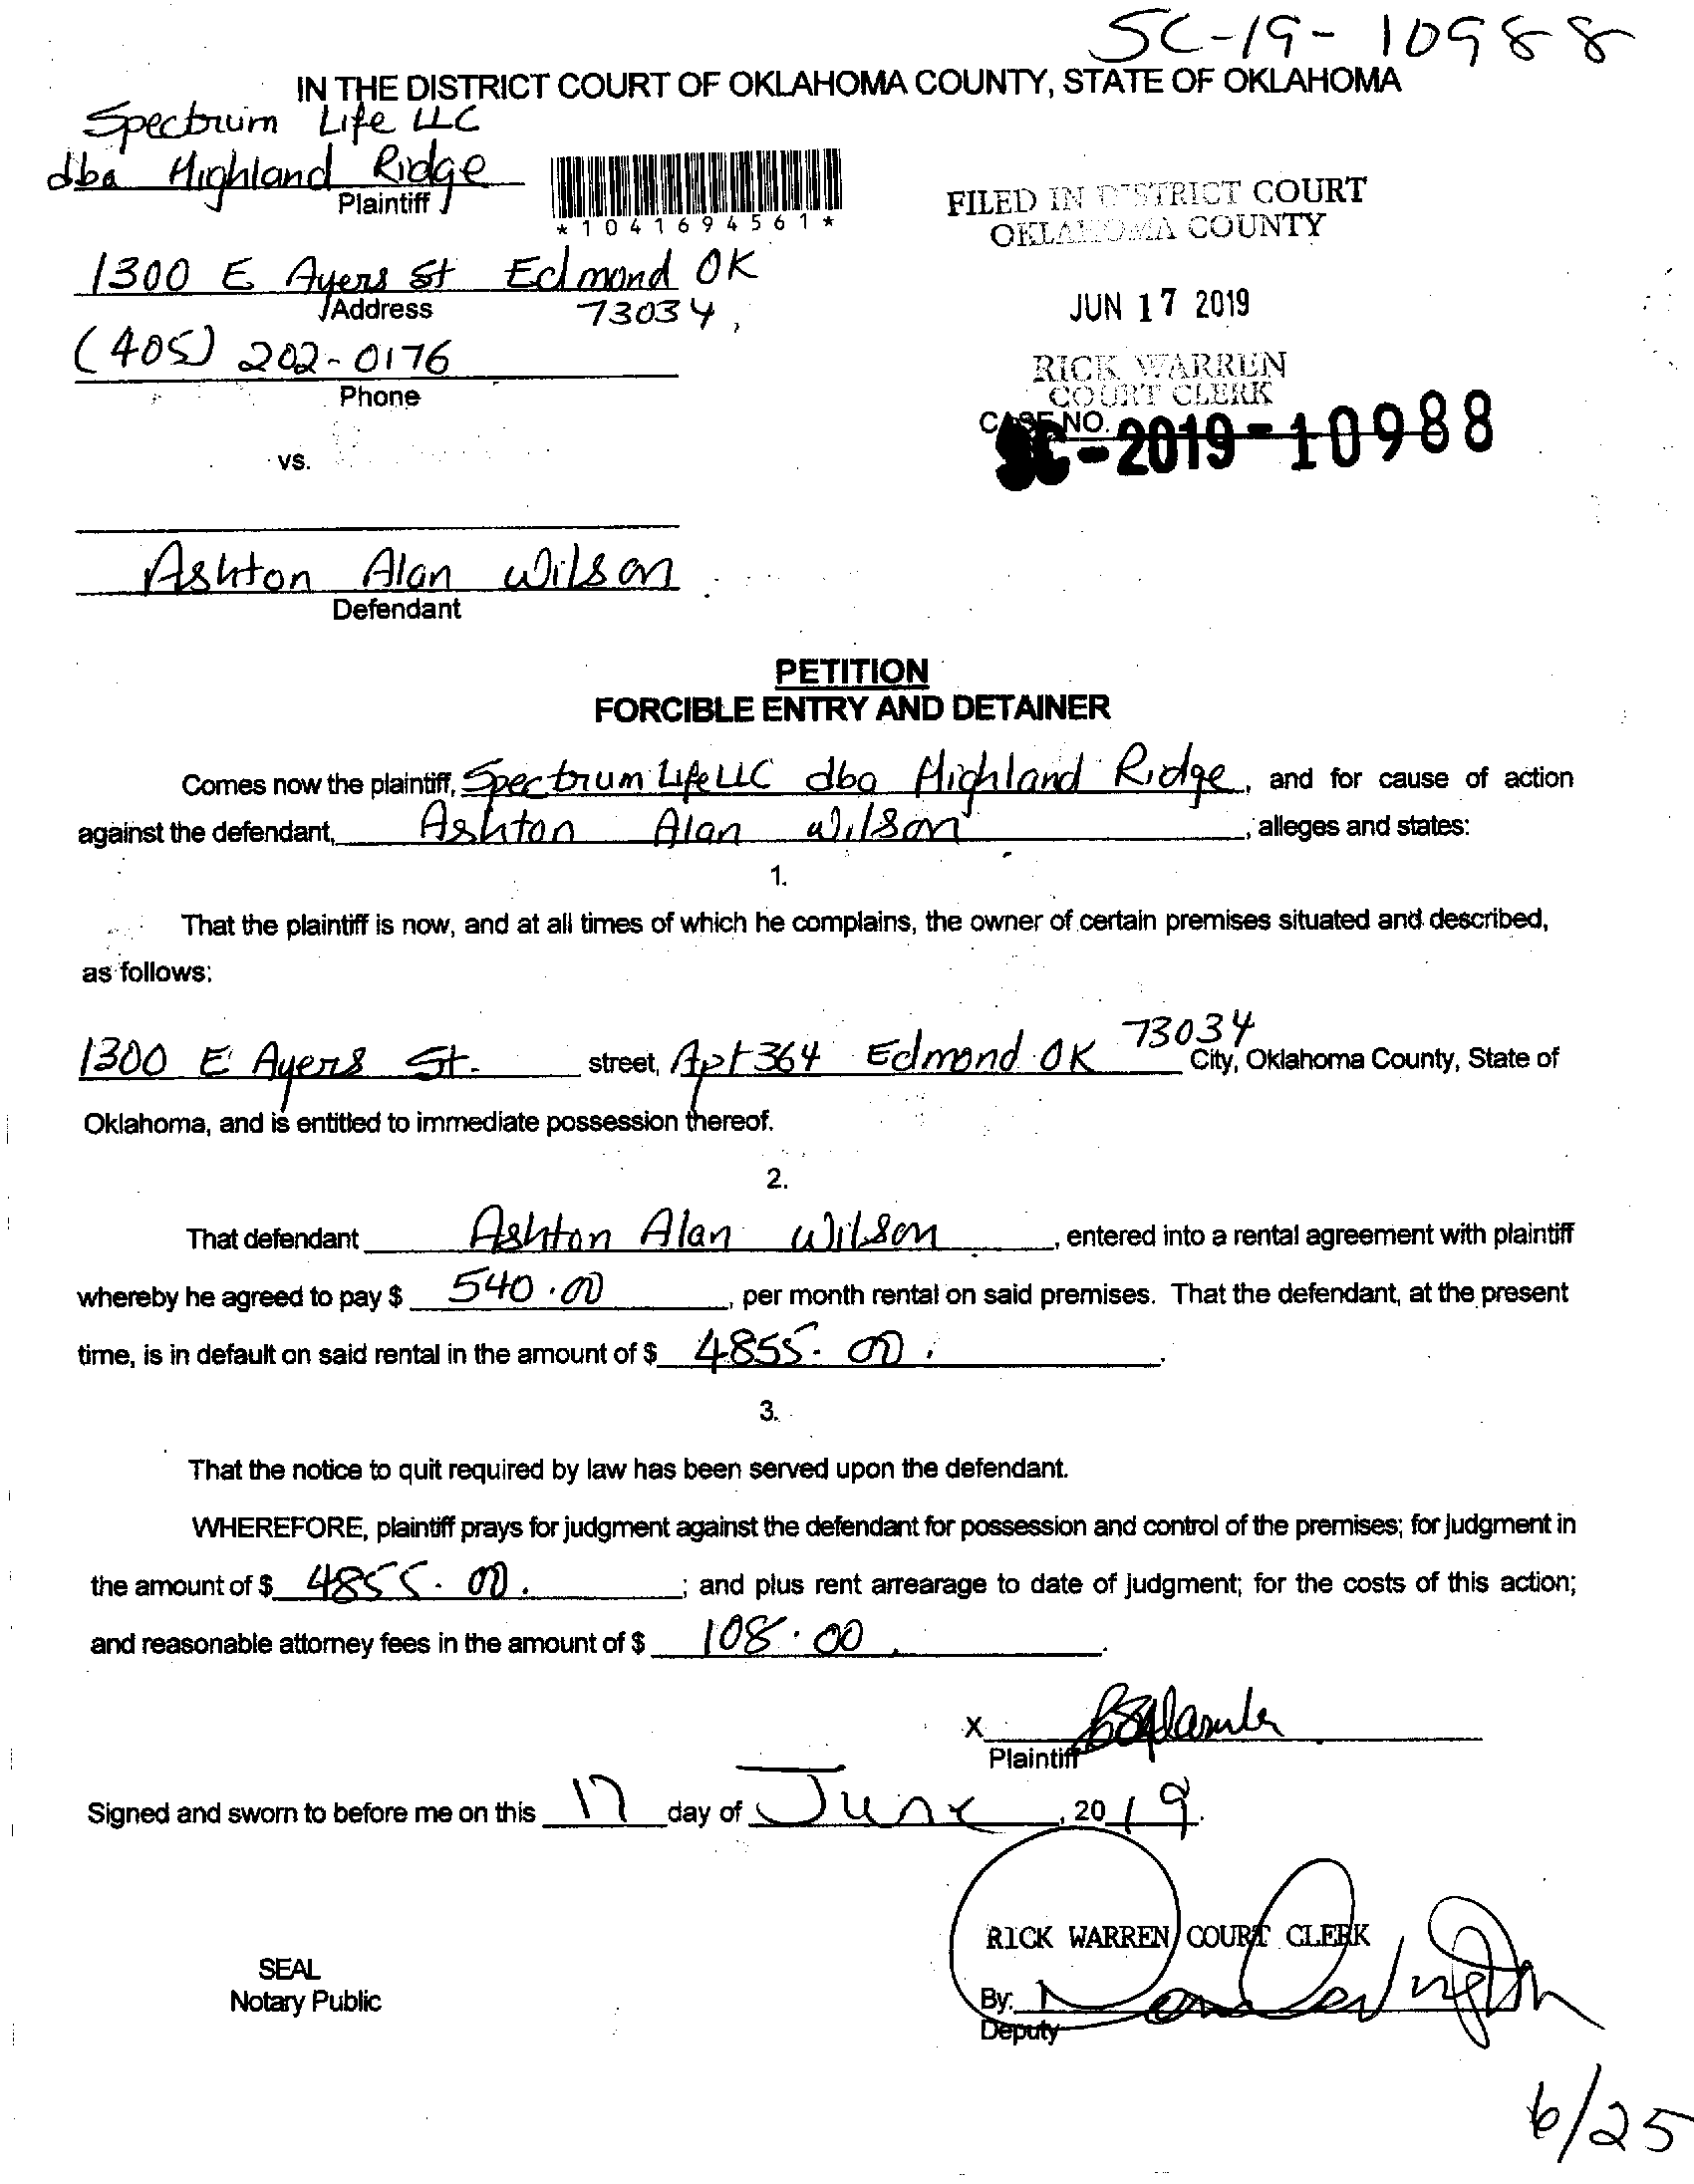 SC-19-10988
IN THE DISTRICT COURT OF OKLAHOMA COUNTY, STATE OF OKLAHOMA
Spectrum Life LLC
dba Highland Ridge
Plaintiff
*1041694561*
FILED IN DISTRICT COURT
OKLAHOMA COUNTY
1300 E Ayers St Edmond OK
Address 73034,
JUN 17 2019
(405) 202-0176
Phone
RICK WARREN
COURT CLERK
CASE NO.
SC-2019-10988
vs.
Ashton Alan Wilson
Defendant
PETITION
FORCIBLE ENTRY AND DETAINER
Comes now the plaintiff, Spectrum Life LLC dba Highland Ridge, and for cause of action
against the defendant, Ashton Alan Wilson, alleges and states:
1.
That the plaintiff is now, and at all times of which he complains, the owner of certain premises situated and described,
as follows:
1300 E Ayers St. street, Apt 364 Edmond OK 73034 City, Oklahoma County, State of
Oklahoma, and is entitled to immediate possession thereof.
2.
That defendant Ashton Alan Wilson, entered into a rental agreement with plaintiff
whereby he agreed to pay $ 540.00, per month rental on said premises. That the defendant, at the present
time, is in default on said rental in the amount of $ 4855.00.
3.
That the notice to quit required by law has been served upon the defendant.
WHEREFORE, plaintiff prays for judgment against the defendant for possession and control of the premises; for judgment in
the amount of $ 4855.00. ; and plus rent arrearage to date of judgment; for the costs of this action;
and reasonable attorney fees in the amount of $ 108.00.
X
Plaintiff
Signed and sworn to before me on this 17 day of June, 2019.
RICK WARREN COURT CLERK
SEAL
Notary Public
By:
Deputy
6/25